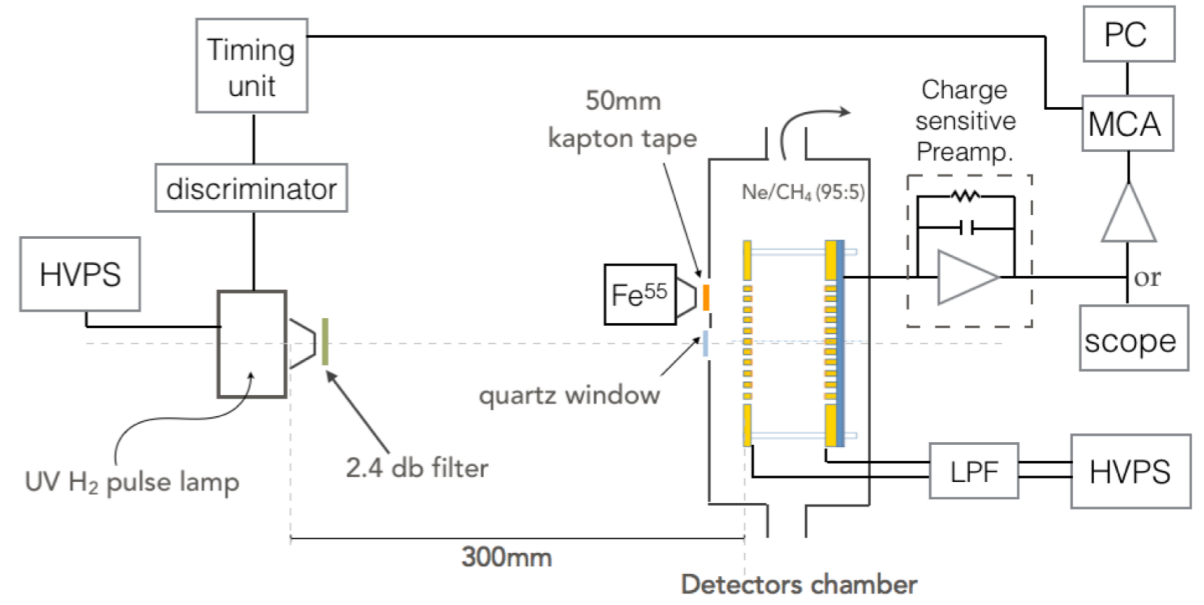 Timing
unit
PC
50mm
kapton tape
Charge
sensitive
Preamp.
MCA
discriminator
Ne/CH₄ (95:5)
HVPS
Fe⁵⁵
or
scope
quartz window
2.4 db filter
UV H₂ pulse lamp
LPF
HVPS
300mm
Detectors chamber